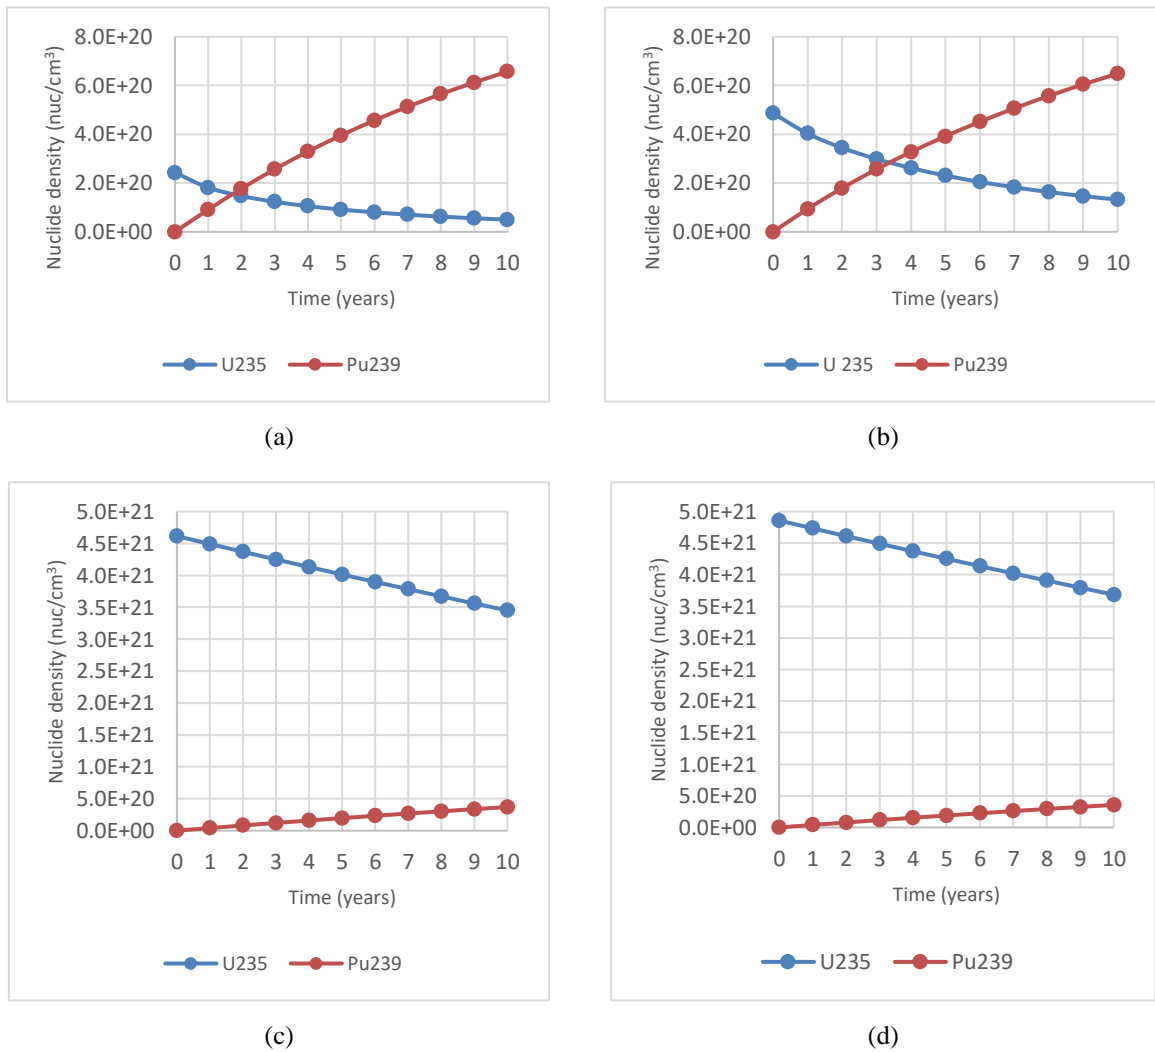 8.0E+20
6.0E+20
4.0E+20
2.0E+20
0.0E+00
Nuclide density (nuc/cm³)
0 1 2 3 4 5 6 7 8 9 10
Time (years)
U235 Pu239
(a)
8.0E+20
6.0E+20
4.0E+20
2.0E+20
0.0E+00
Nuclide density (nuc/cm³)
0 1 2 3 4 5 6 7 8 9 10
Time (years)
U 235 Pu239
(b)
5.0E+21
4.5E+21
4.0E+21
3.5E+21
3.0E+21
2.5E+21
2.0E+21
1.5E+21
1.0E+21
5.0E+20
0.0E+00
Nuclide density (nuc/cm³)
0 1 2 3 4 5 6 7 8 9 10
Time (years)
U235 Pu239
(c)
5.0E+21
4.5E+21
4.0E+21
3.5E+21
3.0E+21
2.5E+21
2.0E+21
1.5E+21
1.0E+21
5.0E+20
0.0E+00
Nuclide density (nuc/cm³)
0 1 2 3 4 5 6 7 8 9 10
Time (years)
U235 Pu239
(d)